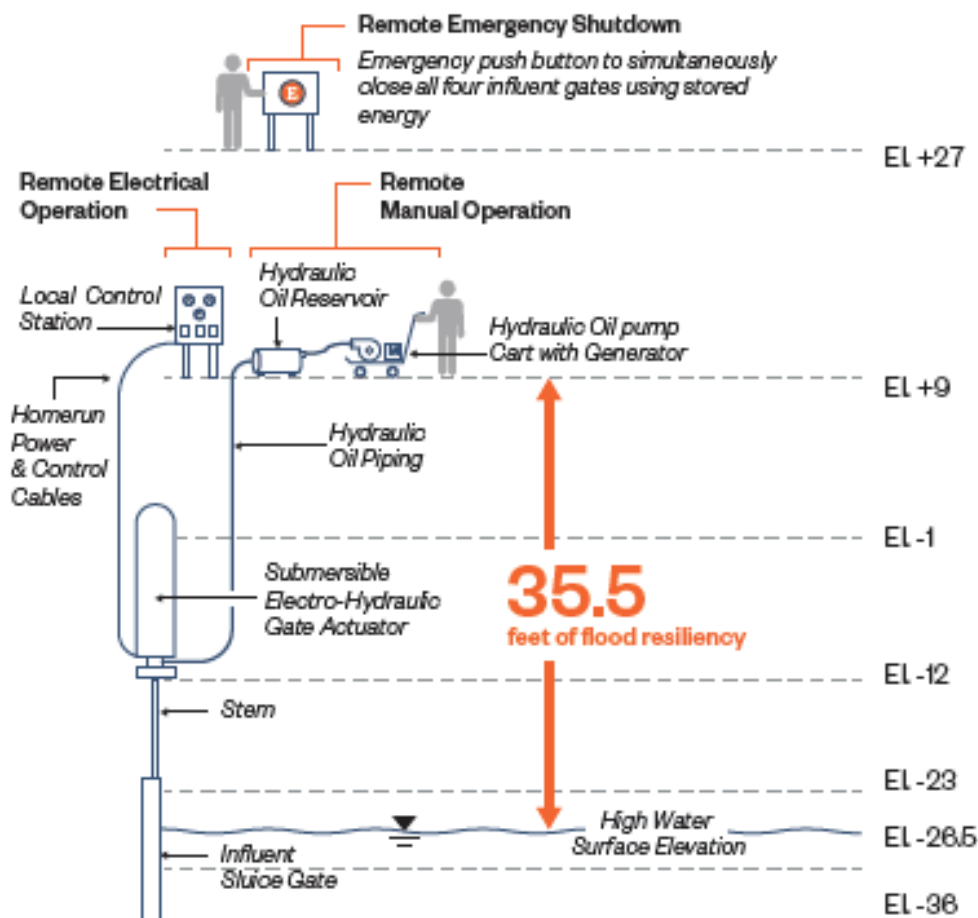 Remote Emergency Shutdown
Emergency push button to simultaneously
close all four influent gates using stored
energy
E
El. +27
Remote Electrical
Operation
Remote
Manual Operation
Hydraulic
Oil Reservoir
Local Control
Station
Hydraulic Oil pump
Cart with Generator
El. +9
Homerun
Power
& Control
Cables
Hydraulic
Oil Piping
El. -1
Submersible
Electro-Hydraulic
Gate Actuator
35.5
feet of flood resiliency
El. -12
Stem
El. -23
High Water
Surface Elevation
El. -26.5
Influent
Sluice Gate
El. -36